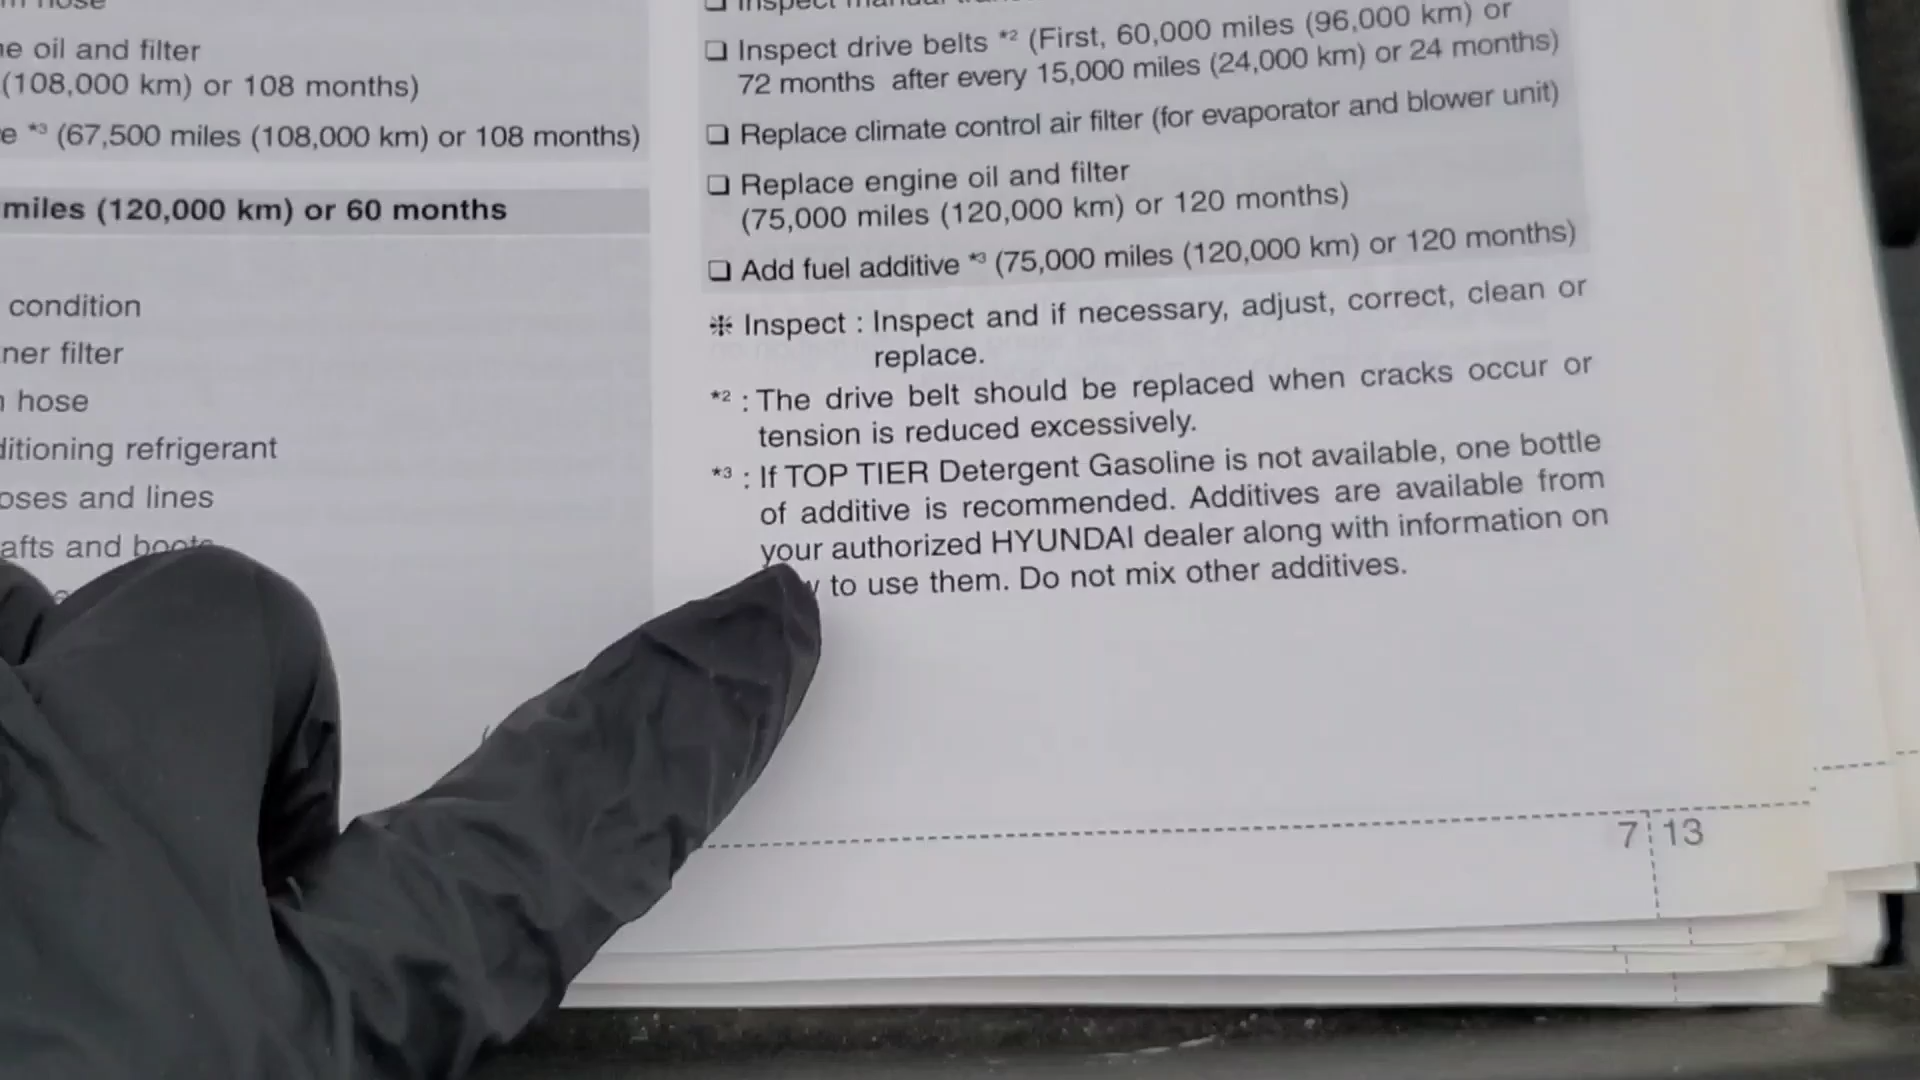 hose
oil and filter
(108,000 km) or 108 months)
*3 (67,500 miles (108,000 km) or 108 months)
miles (120,000 km) or 60 months
condition
filter
hose
refrigerant
and lines
and boots
❑ Inspect manual
❑ Inspect drive belts *2 (First, 60,000 miles (96,000 km) or
72 months after every 15,000 miles (24,000 km) or 24 months)
❑ Replace climate control air filter (for evaporator and blower unit)
❑ Replace engine oil and filter
(75,000 miles (120,000 km) or 120 months)
❑ Add fuel additive *3 (75,000 miles (120,000 km) or 120 months)
❈ Inspect : Inspect and if necessary, adjust, correct, clean or
replace.
*2 : The drive belt should be replaced when cracks occur or
tension is reduced excessively.
*3 : If TOP TIER Detergent Gasoline is not available, one bottle
of additive is recommended. Additives are available from
your authorized HYUNDAI dealer along with information on
to use them. Do not mix other additives.
7 13